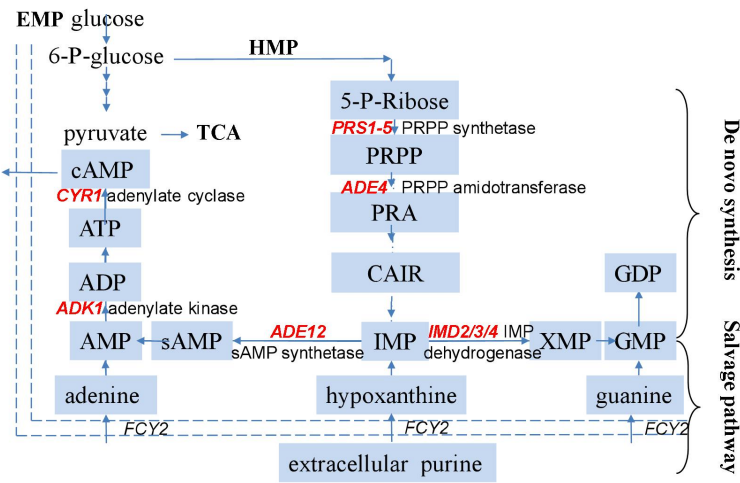 EMP glucose
6-P-glucose
HMP
5-P-Ribose
PRS1-5 PRPP synthetase
pyruvate
TCA
PRPP
cAMP
ADE4 PRPP amidotransferase
CYR1 adenylate cyclase
PRA
ATP
De novo synthesis
ADP
CAIR
GDP
ADK1 adenylate kinase
AMP
sAMP
ADE12
sAMP synthetase
IMP
IMD2/3/4 IMP
dehydrogenase
XMP
GMP
Salvage pathway
adenine
hypoxanthine
guanine
FCY2
FCY2
FCY2
extracellular purine